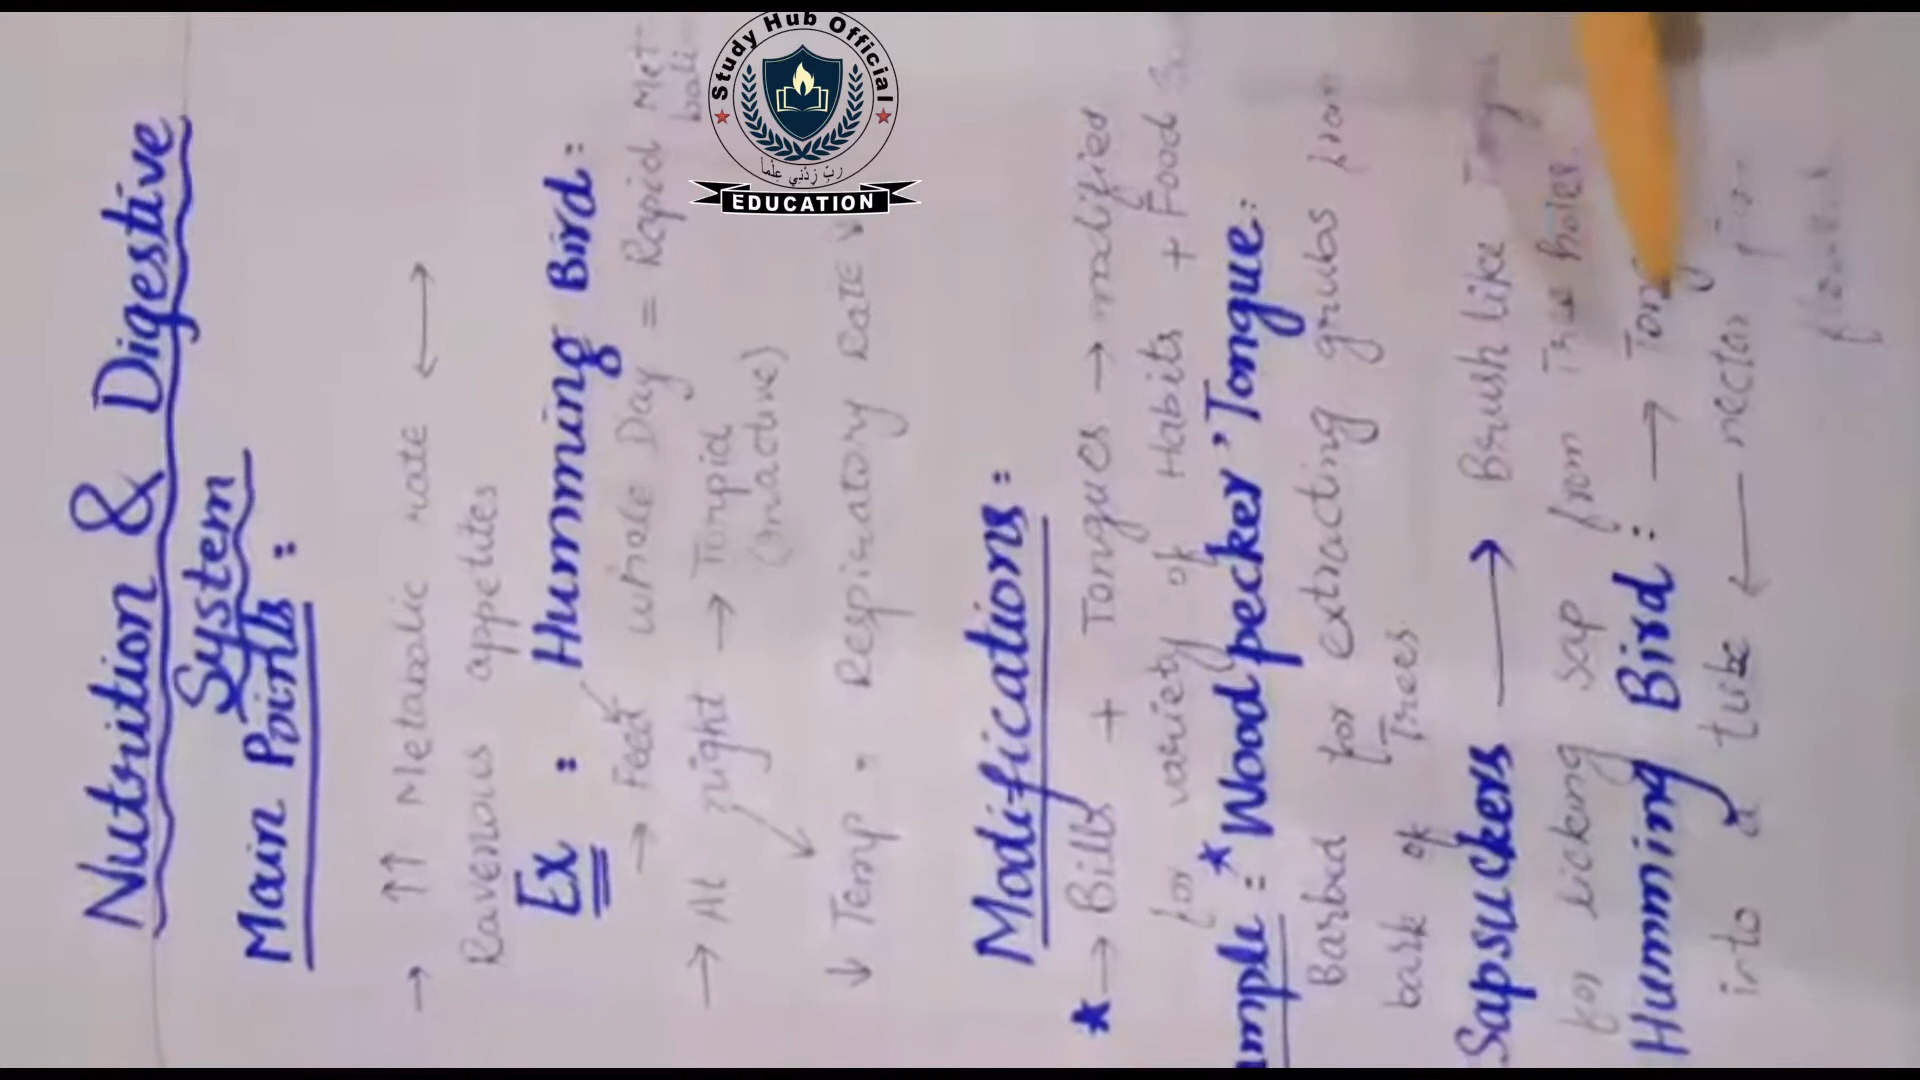 Study Hub Official
رَبِّ زِدْنِي عِلْماً
EDUCATION
Nutrition & Digestive
System
Main Points :
→ ↑↑ Metabolic rate ←→
Ravenous appetites
Ex : Humming Bird :
→ Feed whole Day = Rapid Met-
boli
→ At night → Torpid
(inactive)
↓ Temp , Respiratory Rate ↓
Modifications :
★→ Bills + Tongues → modified
for variety of Habits + Food
mple : * Woodpecker' Tongue :
Barbed for extracting grubs from
bark of Trees
Sapsuckers → Brush like
for licking sap from Tree holes.
Humming Bird : →
into a tube ← nectar